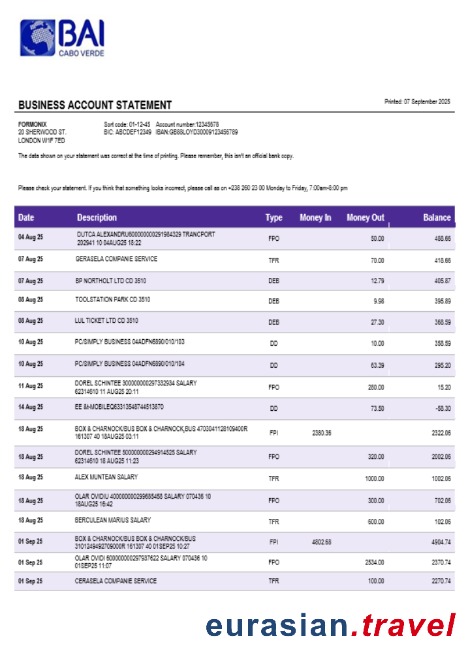 BAI
CABO VERDE
BUSINESS ACCOUNT STATEMENT
Printed: 07 September 2025
FORMONIX
20 SHERWOOD ST.
LONDON W1F 7ED
Sort code: 01-12-45 Account number:12345678
BIC: ABCDEF12349 IBAN:GB88LOYD30009123456789
The data shown on your statement was correct at the time of printing. Please remember, this isn't an official bank copy.
Please check your statement. If you think that something looks incorrect, please call us on +238 260 23 00 Monday to Friday, 7:00am-8:00 pm
Date Description Type Money In Money Out Balance
04 Aug 25 DUTCA ALEXANDRU600000000291984329 TRANCPORT
202941 10 04AUG25 18:22 FPO 50.00 488.66
07 Aug 25 GERASELA COMPANIE SERVICE TFR 70.00 418.66
07 Aug 25 BP NORTHOLT LTD CD 3510 DEB 12.79 405.87
08 Aug 25 TOOLSTATION PARK CD 3510 DEB 9.98 395.89
08 Aug 25 LUL TICKET LTD CD 3510 DEB 27.30 368.59
10 Aug 25 PC/SIMPLY BUSINESS 04ADFN6890/010/183 DD 10.00 358.59
10 Aug 25 PC/SIMPLY BUSINESS 04ADFN6890/010/184 DD 63.39 295.20
11 Aug 25 DOREL SCHINTEE 300000000297332934 SALARY
62314610 11 AUG25 20:11 FPO 280.00 15.20
14 Aug 25 EE &t-MOBILEQ63313548744513870 DD 73.50 -58.30
18 Aug 25 BOX & CHARNOCK/BUS BOX & CHARNOCK,BUS 4703041128109400R
161307 40 18AUG25 03:11 FPI 2380.36 2322.06
18 Aug 25 DOREL SCHINTEE 300000000294914525 SALARY
62314610 18 AUG25 11:23 FPO 320.00 2002.06
18 Aug 25 ALEX MUNTEAN SALARY TFR 1000.00 1002.06
18 Aug 25 OLAR OVIDIU 400000000299685468 SALARY 070436 10
18AUG25 16:42 FPO 300.00 702.06
18 Aug 25 BERCULEAN MARIUS SALARY TFR 600.00 102.06
01 Sep 25 BOX & CHARNOCK/BUS BOX & CHARNOCK/BUS
3101249492709000R 161307 40 01SEP25 10:27 FPI 4802.68 4904.74
01 Sep 25 OLAR OVIDI 600000000297937622 SALARY 070436 10
01SEP25 11:07 FPO 2534.00 2370.74
01 Sep 25 CERASELA COMPANIE SERVICE TFR 100.00 2270.74
eurasian.travel